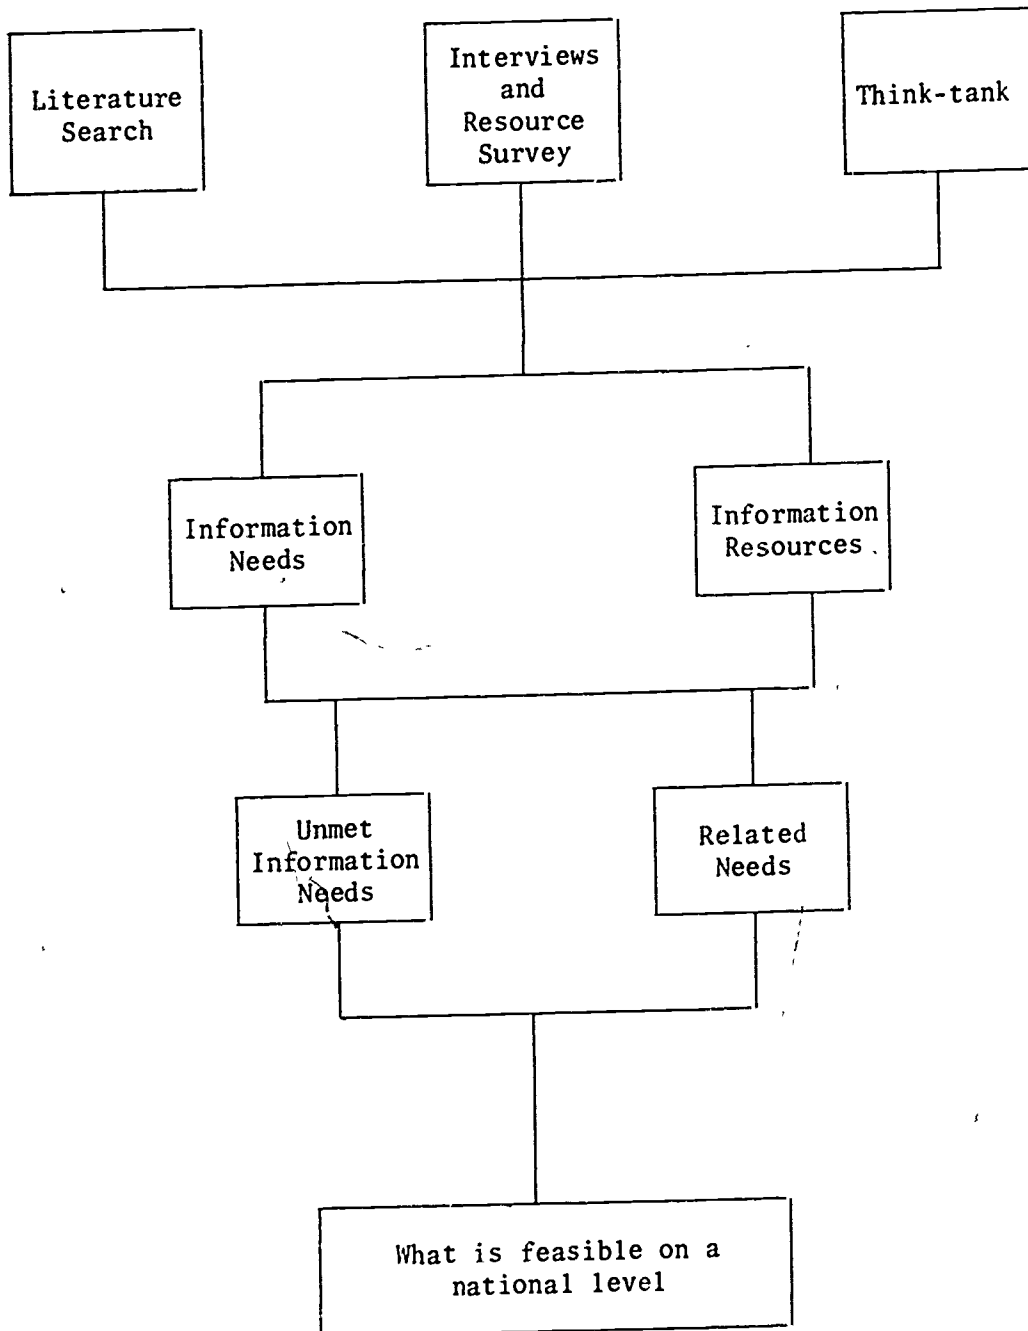 Literature
Search
Interviews
and
Resource
Survey
Think-tank
Information
Needs
Information
Resources
Unmet
Information
Needs
Related
Needs
What is feasible on a
national level